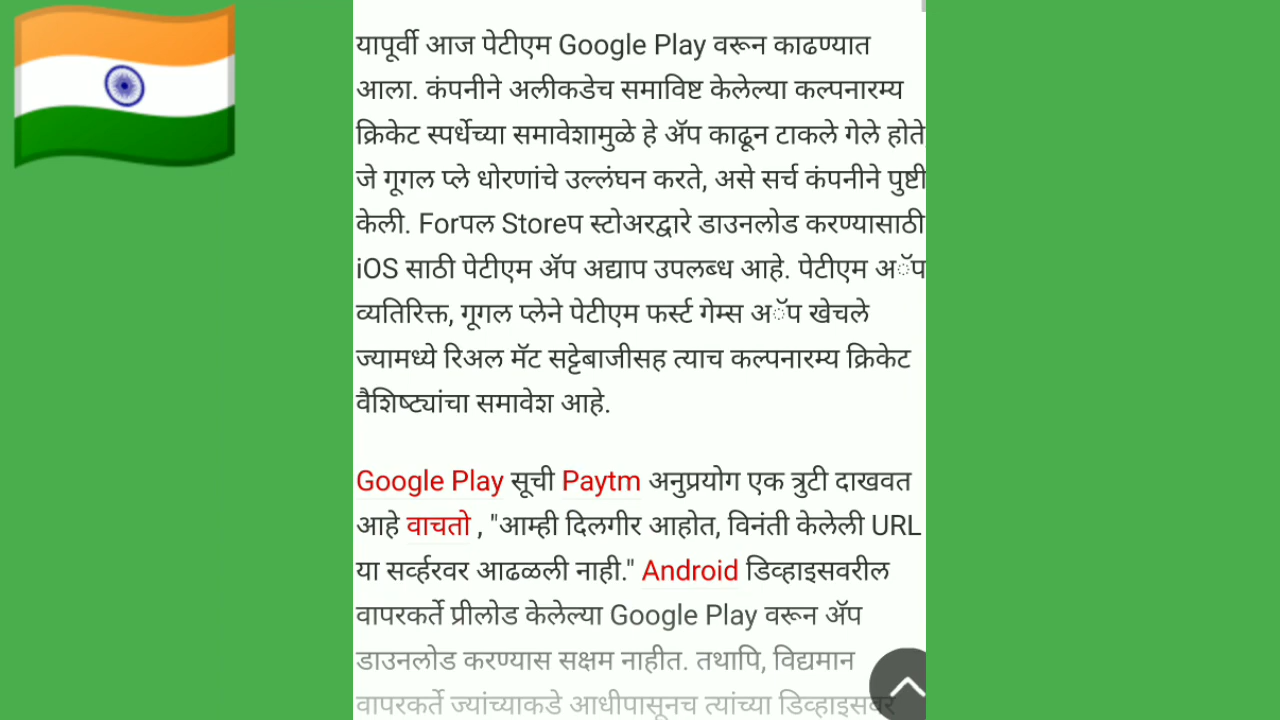 यापूर्वी आज पेटीएम Google Play वरून काढण्यात
आला. कंपनीने अलीकडेच समाविष्ट केलेल्या कल्पनारम्य
क्रिकेट स्पर्धेच्या समावेशामुळे हे ॲप काढून टाकले गेले होते
जे गूगल प्ले धोरणांचे उल्लंघन करते, असे सर्च कंपनीने पुष्टी
केली. Forपल Storeप स्टोअरद्वारे डाउनलोड करण्यासाठी
iOS साठी पेटीएम ॲप अद्याप उपलब्ध आहे. पेटीएम अॅप
व्यतिरिक्त, गूगल प्लेने पेटीएम फर्स्ट गेम्स अॅप खेचले
ज्यामध्ये रिअल मॅट सट्टेबाजीसह त्याच कल्पनारम्य क्रिकेट
वैशिष्ट्यांचा समावेश आहे.
Google Play सूची Paytm अनुप्रयोग एक त्रुटी दाखवत
आहे वाचतो , "आम्ही दिलगीर आहोत, विनंती केलेली URL
या सर्व्हरवर आढळली नाही." Android डिव्हाइसवरील
वापरकर्ते प्रीलोड केलेल्या Google Play वरून ॲप
डाउनलोड करण्यास सक्षम नाहीत. तथापि, विद्यमान
वापरकर्ते ज्यांच्याकडे आधीपासूनच त्यांच्या डिव्हाइसवर